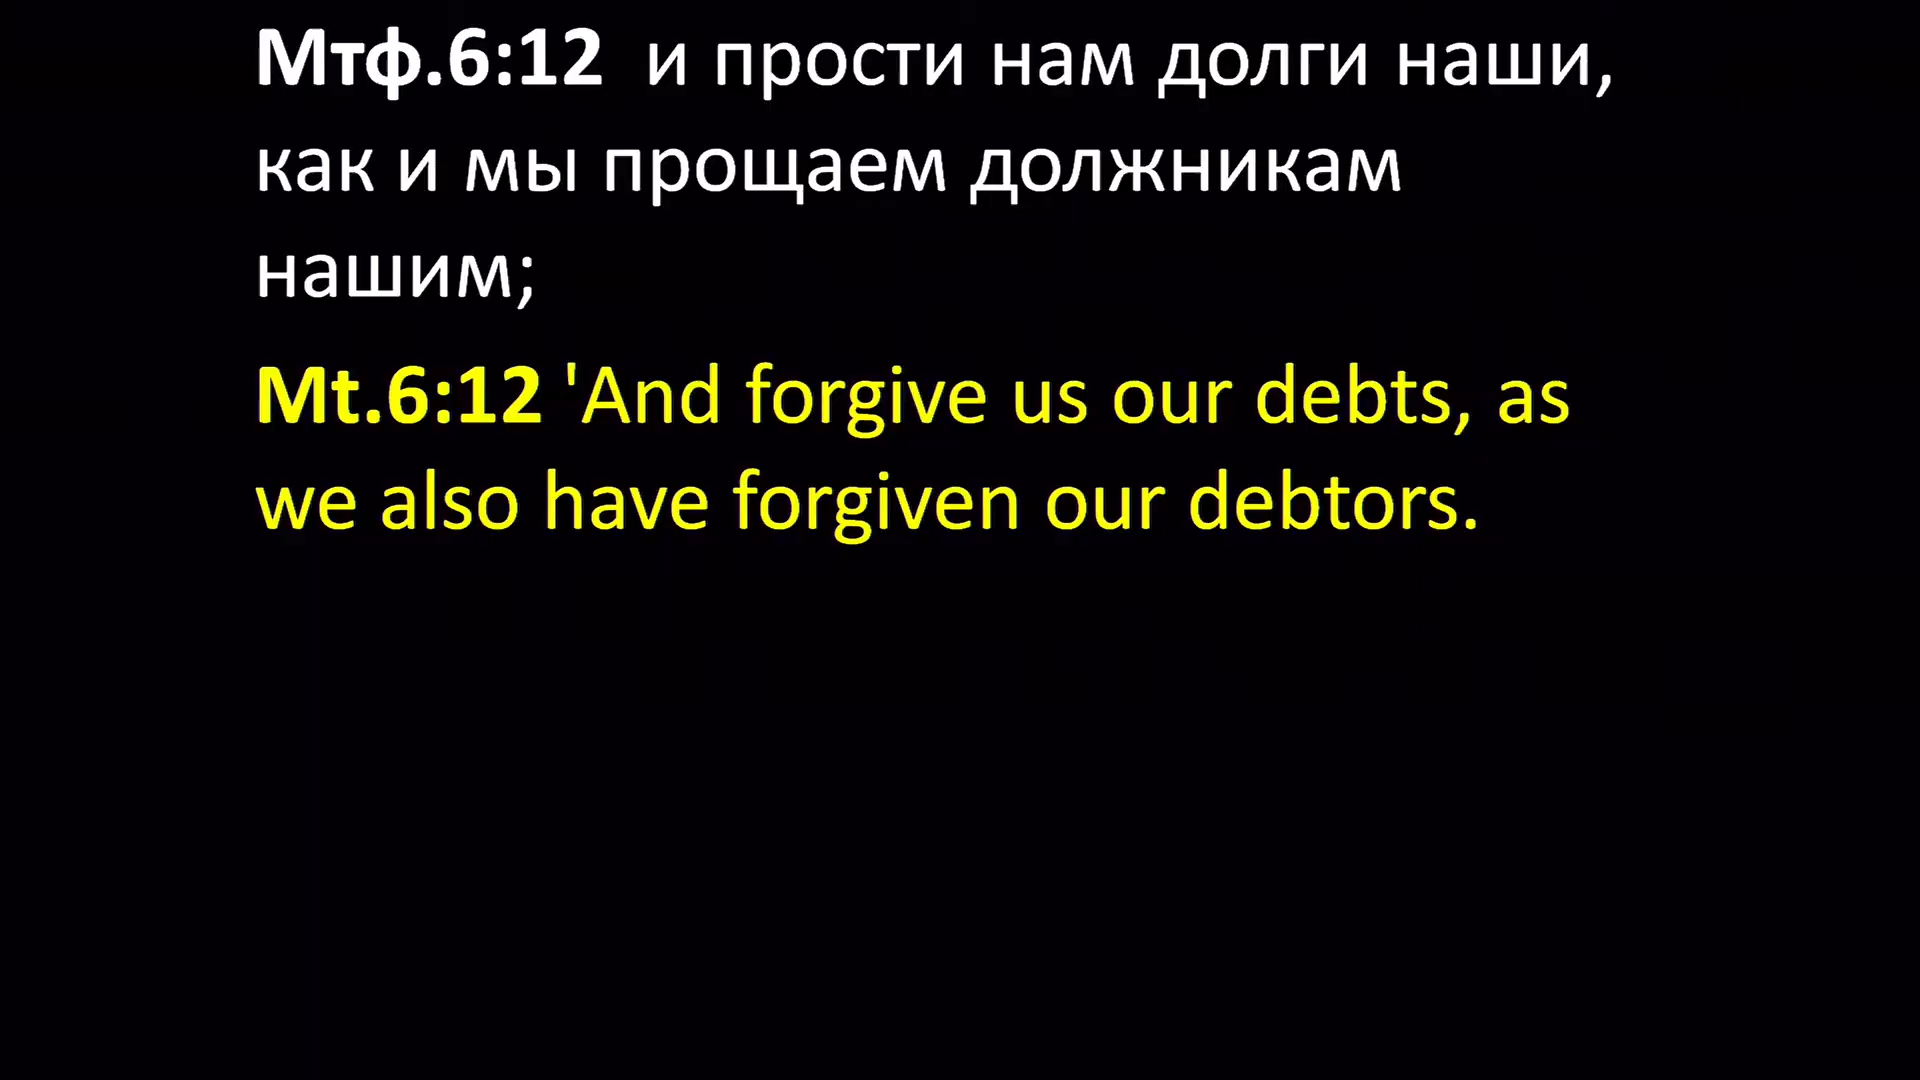 Мтф.6:12  и прости нам долги наши,
как и мы прощаем должникам
нашим;
Mt.6:12 'And forgive us our debts, as
we also have forgiven our debtors.